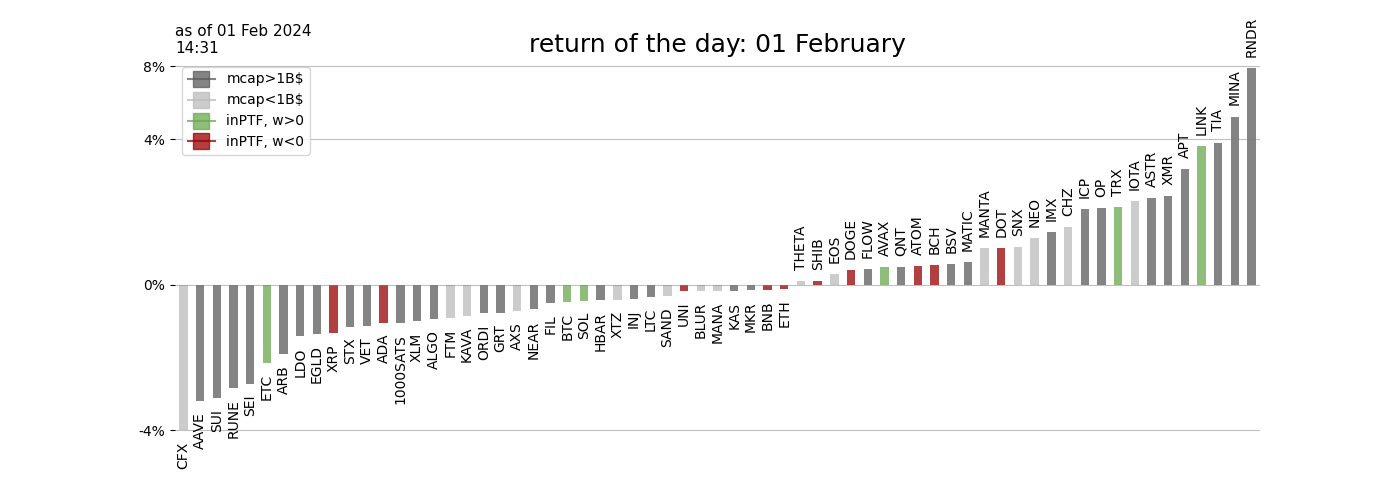 as of 01 Feb 2024
14:31
return of the day: 01 February
8%
4%
0%
-4%
mcap>1B$
mcap<1B$
inPTF, w>0
inPTF, w<0
CFX
AAVE
SUI
RUNE
SEI
ETC
ARB
LDO
EGLD
XRP
STX
VET
ADA
1000SATS
XLM
ALGO
FTM
KAVA
ORDI
GRT
AXS
NEAR
FIL
BTC
SOL
HBAR
XTZ
INJ
LTC
SAND
UNI
BLUR
MANA
KAS
MKR
BNB
ETH
THETA
SHIB
EOS
DOGE
FLOW
AVAX
QNT
ATOM
BCH
BSV
MATIC
MANTA
DOT
SNX
NEO
IMX
CHZ
ICP
OP
TRX
IOTA
ASTR
XMR
APT
LINK
TIA
MINA
RNDR